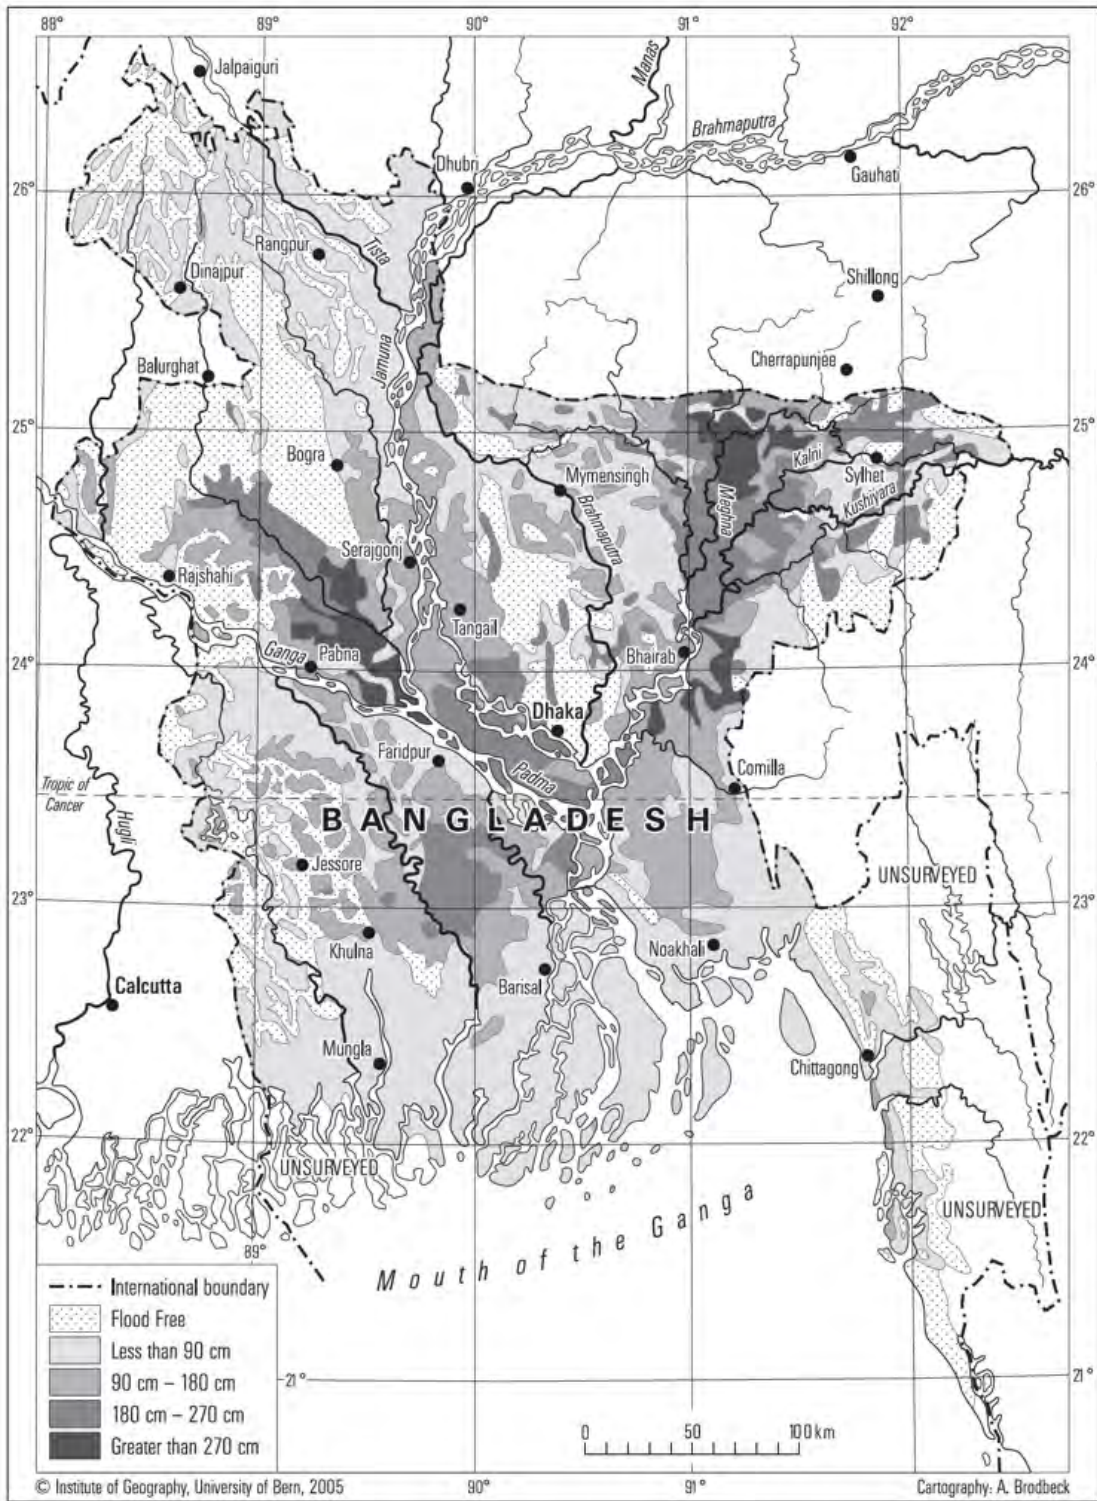 88°
89°
90°
91°
92°
Jalpaiguri
Manas
Brahmaputra
Dhubri
Gauhati
26°
26°
Tista
Rangpur
Dinajpur
Shillong
Jamuna
Balurghat
Cherrapunjee
25°
25°
Bogra
Mymensingh
Kalni
Sylhet
Kushiyara
Meghna
Brahmaputra
Serajgonj
Rajshahi
Tangail
Ganga
Pabna
Bhairab
24°
24°
Dhaka
Faridpur
Padma
Comilla
Tropic of
Cancer
Hugli
BANGLADESH
Jessore
UNSURVEYED
23°
23°
Khulna
Noakhali
Barisal
Calcutta
Mungla
Chittagong
22°
22°
UNSURVEYED
UNSURVEYED
Mouth of the Ganga
89°
International boundary
Flood Free
Less than 90 cm
90 cm – 180 cm
180 cm – 270 cm
Greater than 270 cm
21°
21°
0 50 100 km
© Institute of Geography, University of Bern, 2005
90°
91°
Cartography: A. Brodbeck